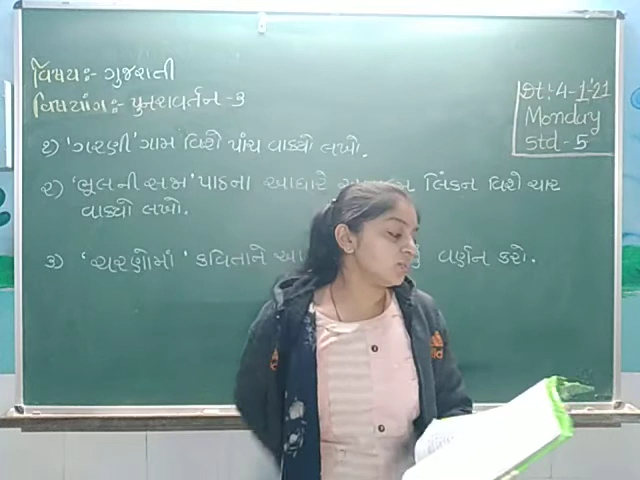 વિષય:- ગુજરાતી
વિષયાંગ:- પુનરાવર્તન -૩
Dt:4-1-'21
Monday
Std - 5
૧) 'ગરણી' ગામ વિશે પાંચ વાક્યો લખો.
૨) 'ભૂલ ની સજા' પાઠના આધારે લિંકન વિશે ચાર
વાક્યો લખો.
૩) 'ચરણોમાં' કવિતાને વર્ણન કરો.